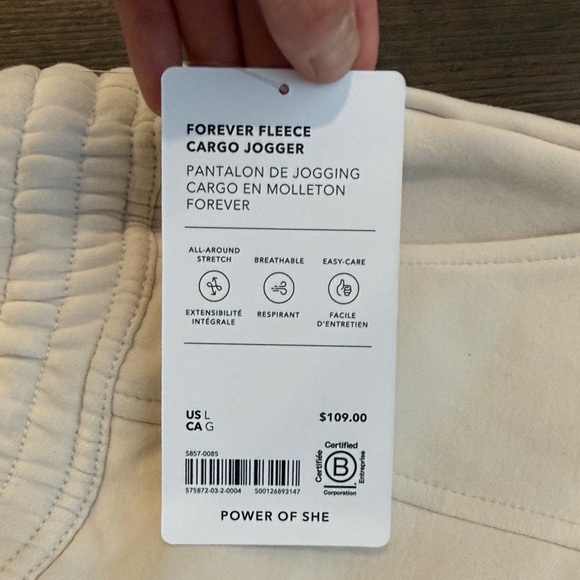 FOREVER FLEECE
CARGO JOGGER
PANTALON DE JOGGING
CARGO EN MOLLETON
FOREVER
ALL-AROUND
STRETCH
BREATHABLE
EASY-CARE
EXTENSIBILITÉ
INTÉGRALE
RESPIRANT
FACILE
D'ENTRETIEN
US L
CA G
$109.00
S857-0085
575872-03-2-0004 500126893147
Certified
Certifiée
B
Entreprise
Corporation
POWER OF SHE